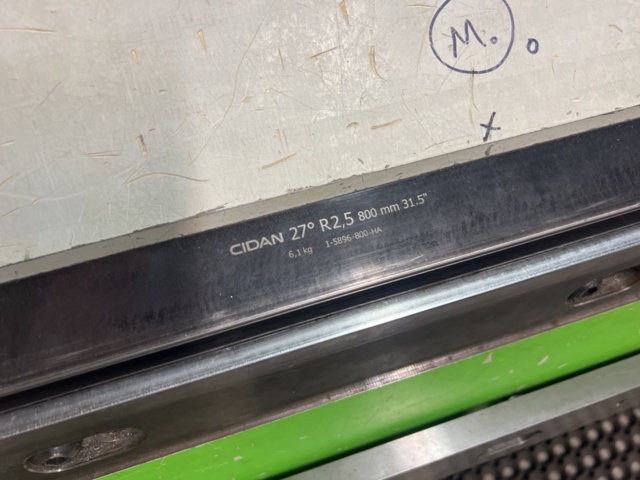 M.
x
CIDAN 27° R2,5 800 mm 31.5"
6,1 kg 1-5896-800-HA